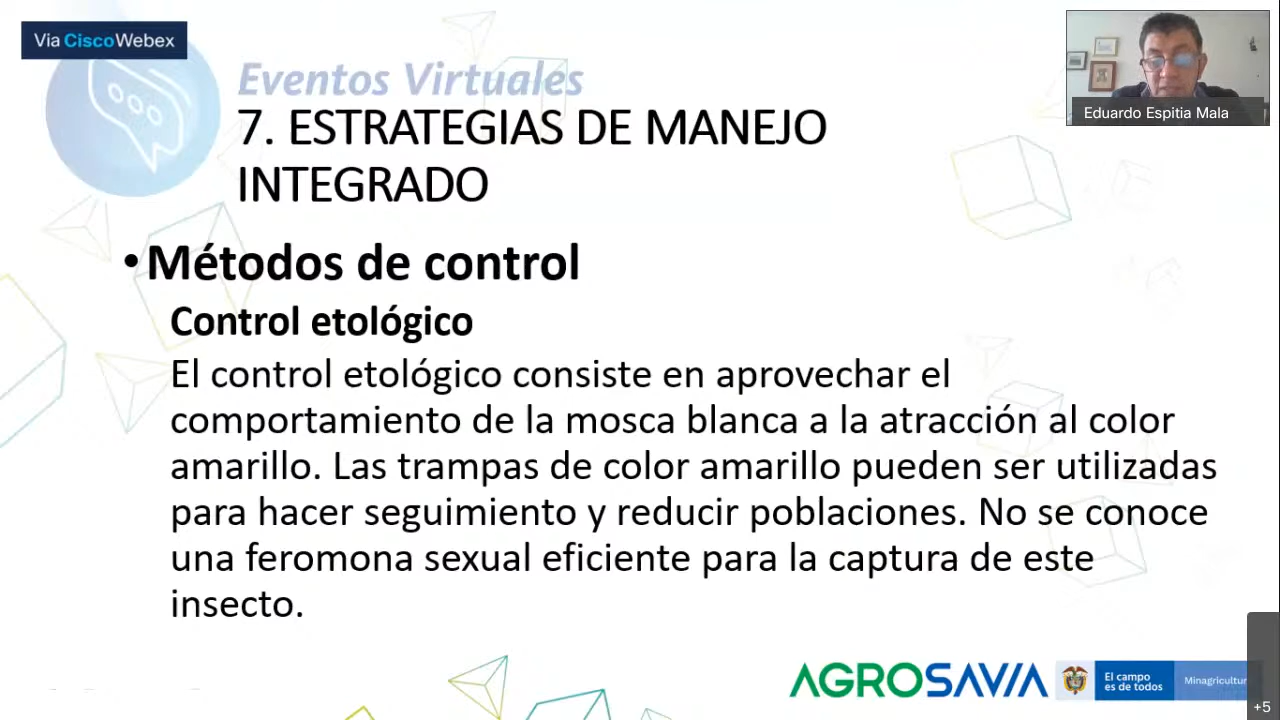 Vía CiscoWebex
Eventos Virtuales
7. ESTRATEGIAS DE MANEJO
INTEGRADO
Eduardo Espitia Mala
•Métodos de control
Control etológico
El control etológico consiste en aprovechar el
comportamiento de la mosca blanca a la atracción al color
amarillo. Las trampas de color amarillo pueden ser utilizadas
para hacer seguimiento y reducir poblaciones. No se conoce
una feromona sexual eficiente para la captura de este
insecto.
AGROSAVIA
El campo
es de todos
Minagricultur
+5